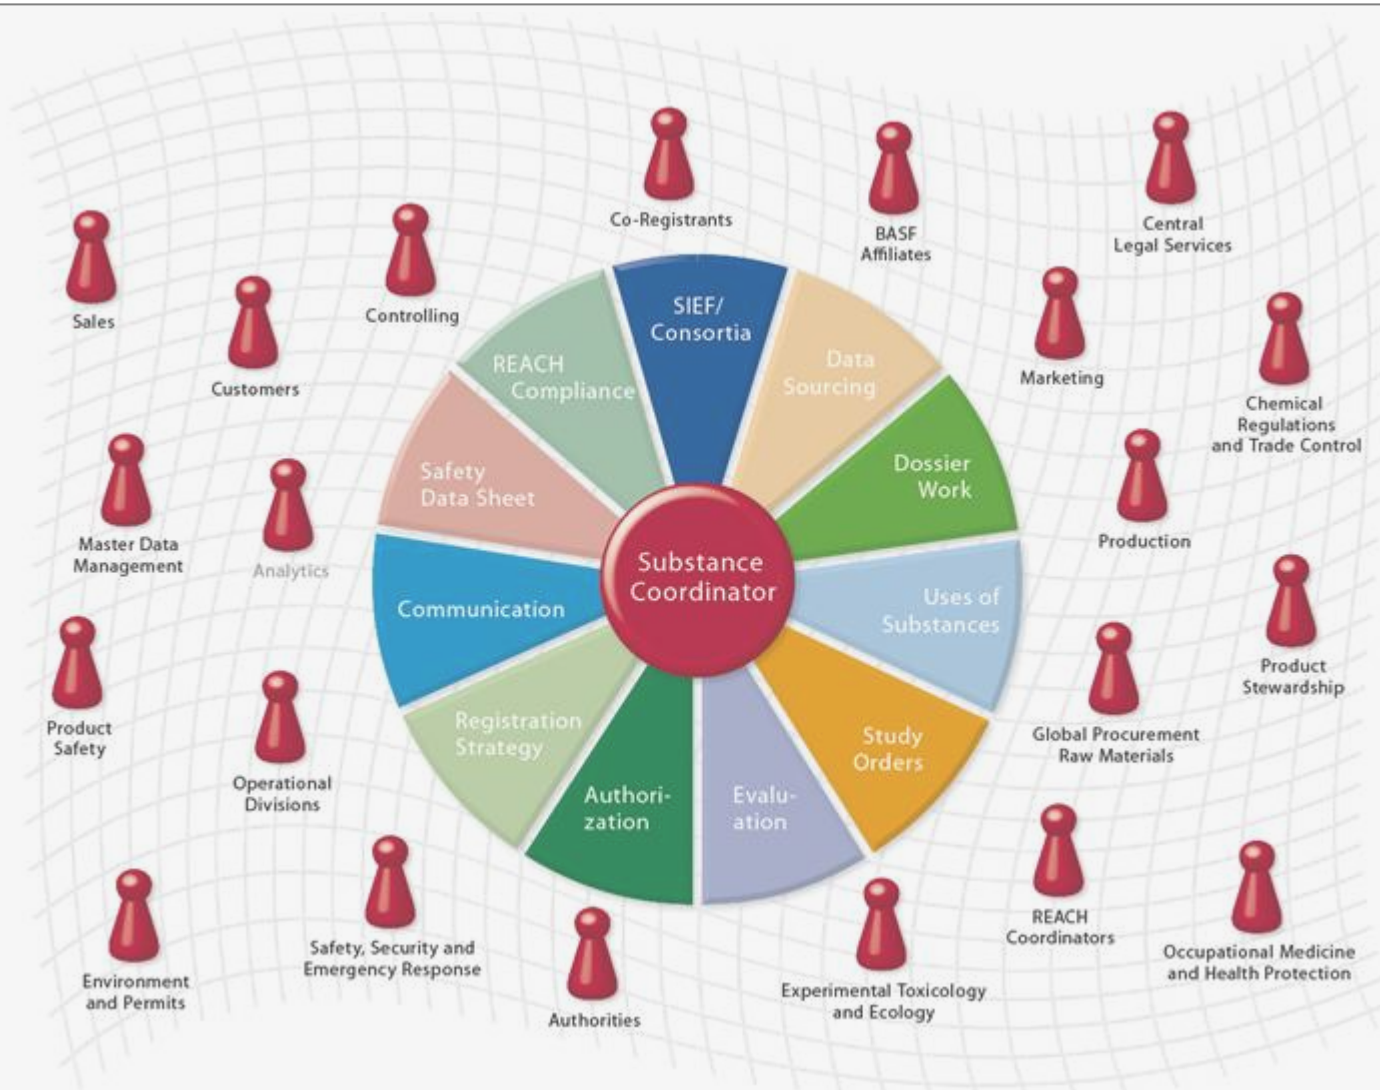 Co-Registrants
BASF
Affiliates
Central
Legal Services
Sales
Controlling
Customers
Marketing
Chemical
Regulations
and Trade Control
SIEF/
Consortia
Data
Sourcing
REACH
Compliance
Dossier
Work
Safety
Data Sheet
Production
Master Data
Management
Analytics
Substance
Coordinator
Communication
Uses of
Substances
Product
Stewardship
Product
Safety
Registration
Strategy
Study
Orders
Global Procurement
Raw Materials
Operational
Divisions
Authori-
zation
Evalu-
ation
REACH
Coordinators
Safety, Security and
Emergency Response
Occupational Medicine
and Health Protection
Environment
and Permits
Experimental Toxicology
and Ecology
Authorities